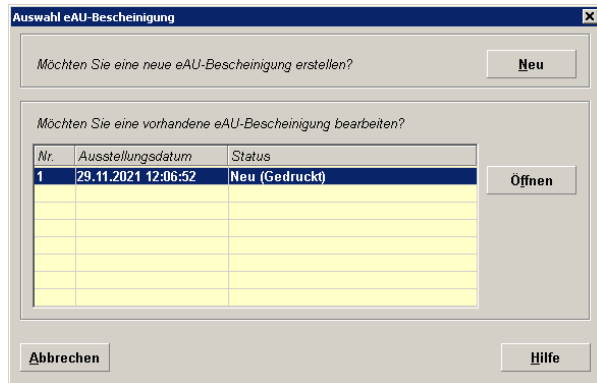 Auswahl eAU-Bescheinigung
Möchten Sie eine neue eAU-Bescheinigung erstellen?
Neu
Möchten Sie eine vorhandene eAU-Bescheinigung bearbeiten?
Nr. Ausstellungsdatum Status
1 29.11.2021 12:06:52 Neu (Gedruckt)
Öffnen
Abbrechen Hilfe